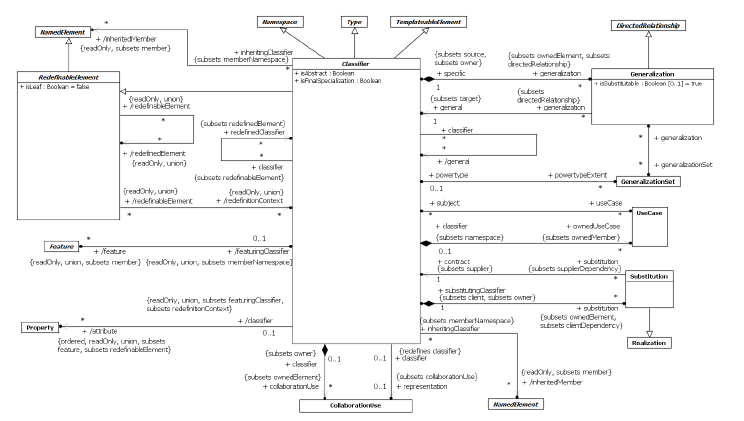 NamedElement
Namespace
Type
TemplateableElement
DirectedRelationship
*
+ /inheritedMember
{readOnly, subsets member}
+ inheritingClassifier
{subsets memberNamespace}
*
Classifier
+ isAbstract : Boolean
+ isFinalSpecialization : Boolean
{subsets source,
subsets owner}
+ specific
1
{subsets ownedElement, subsets
directedRelationship}
+ generalization
*
Generalization
+ isSubstitutable : Boolean [0..1] = true
RedefinableElement
+ isLeaf : Boolean = false
{readOnly, union}
+ /redefinableElement
*
*
+ /redefinedElement
{readOnly, union}
{subsets redefinedElement}
+ redefinedClassifier
*
*
+ classifier
{subsets redefinableElement}
{subsets target}
+ general
1
{subsets
directedRelationship}
+ generalization
*
+ classifier
*
*
+ /general
*
+ generalization
*
+ generalizationSet
+ powertype
0..1
+ powertypeExtent
*
GeneralizationSet
{readOnly, union}
+ /redefinableElement
*
{readOnly, union}
+ /redefinitionContext
*
+ subject
*
+ useCase
*
UseCase
+ classifier
{subsets namespace}
0..1
+ ownedUseCase
{subsets ownedMember}
*
Feature
*
+ /feature
{readOnly, union, subsets member}
0..1
+ /featuringClassifier
{readOnly, union, subsets memberNamespace}
+ contract
{subsets supplier}
1
+ substitution
{subsets supplierDependency}
*
Substitution
+ substitutingClassifier
{subsets client, subsets owner}
1
*
+ substitution
{subsets ownedElement,
subsets clientDependency}
Realization
{readOnly, union, subsets featuringClassifier,
subsets redefinitionContext}
+ /classifier
0..1
Property
*
+ /attribute
{ordered, readOnly, union, subsets
feature, subsets redefinableElement}
{subsets memberNamespace}
+ inheritingClassifier
*
{subsets owner}
+ classifier
0..1
{redefines classifier}
+ classifier
0..1
{subsets ownedElement}
+ collaborationUse
*
{subsets collaborationUse}
+ representation
0..1
{readOnly, subsets member}
+ /inheritedMember
*
CollaborationUse
NamedElement